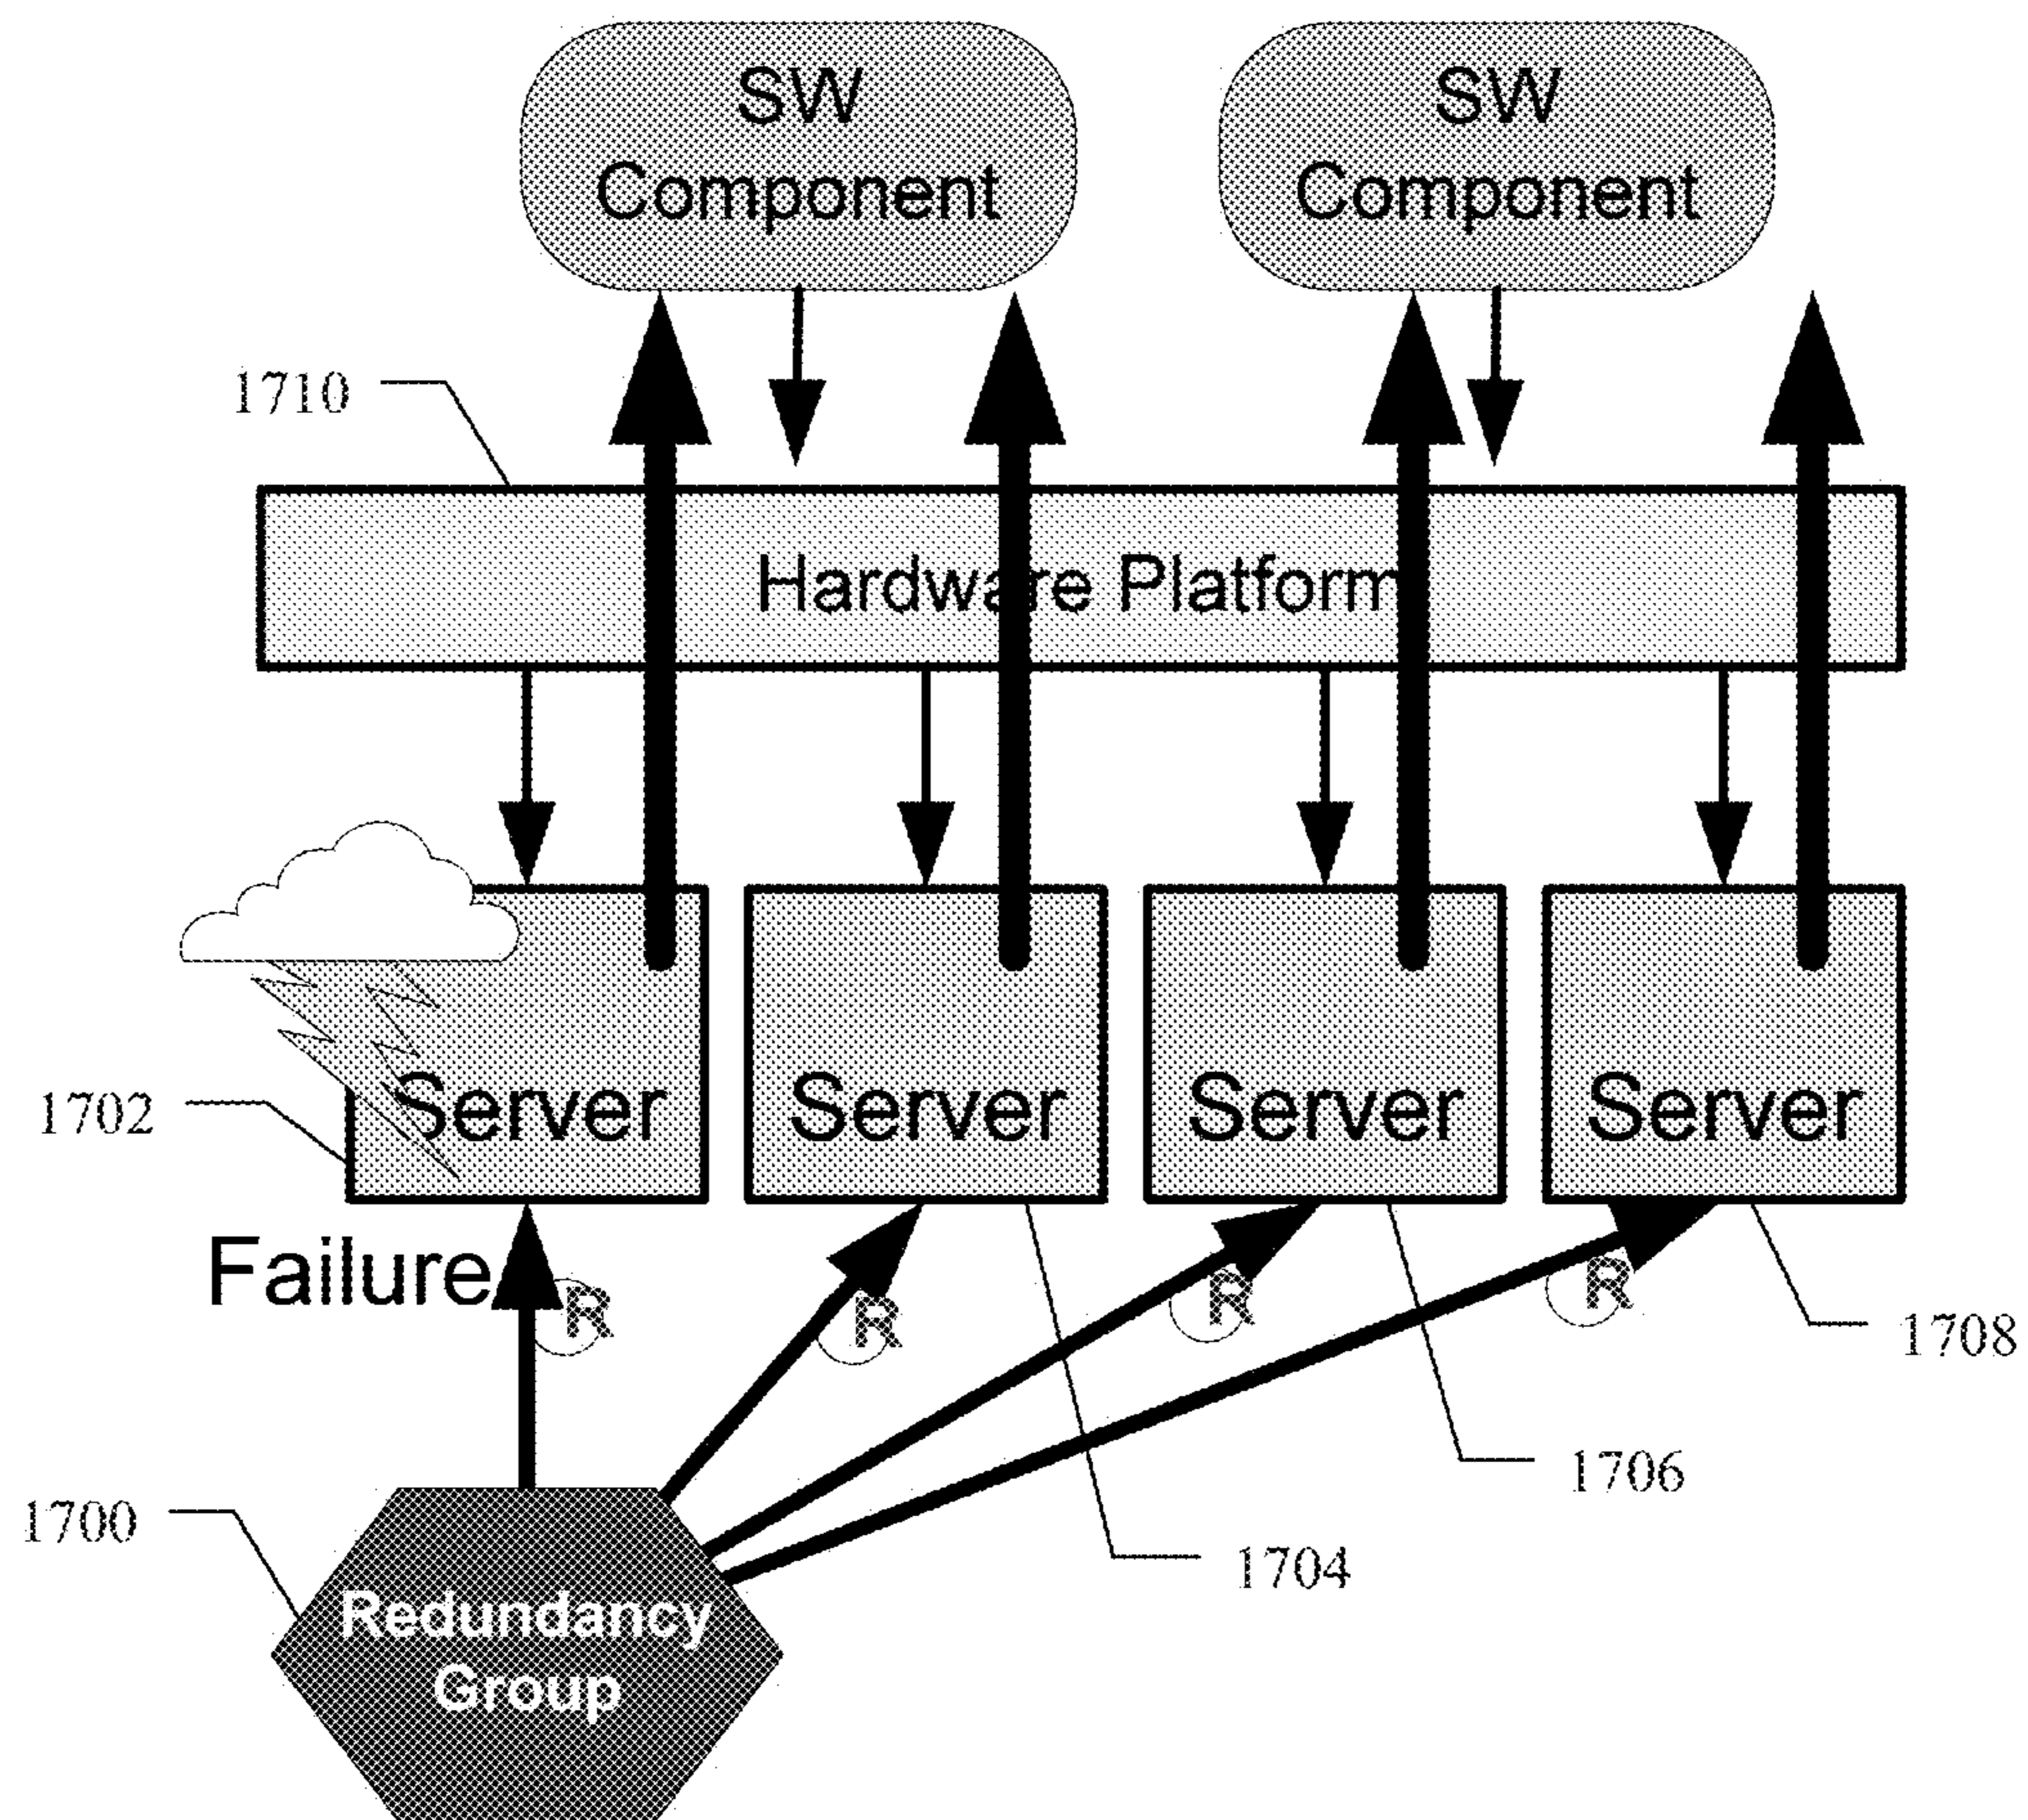 SW
Component
SW
Component
1710
Hardware Platform
1702
Server
Server
Server
Server
Failure
R
R
R
R
1708
1706
1704
1700
Redundancy
Group